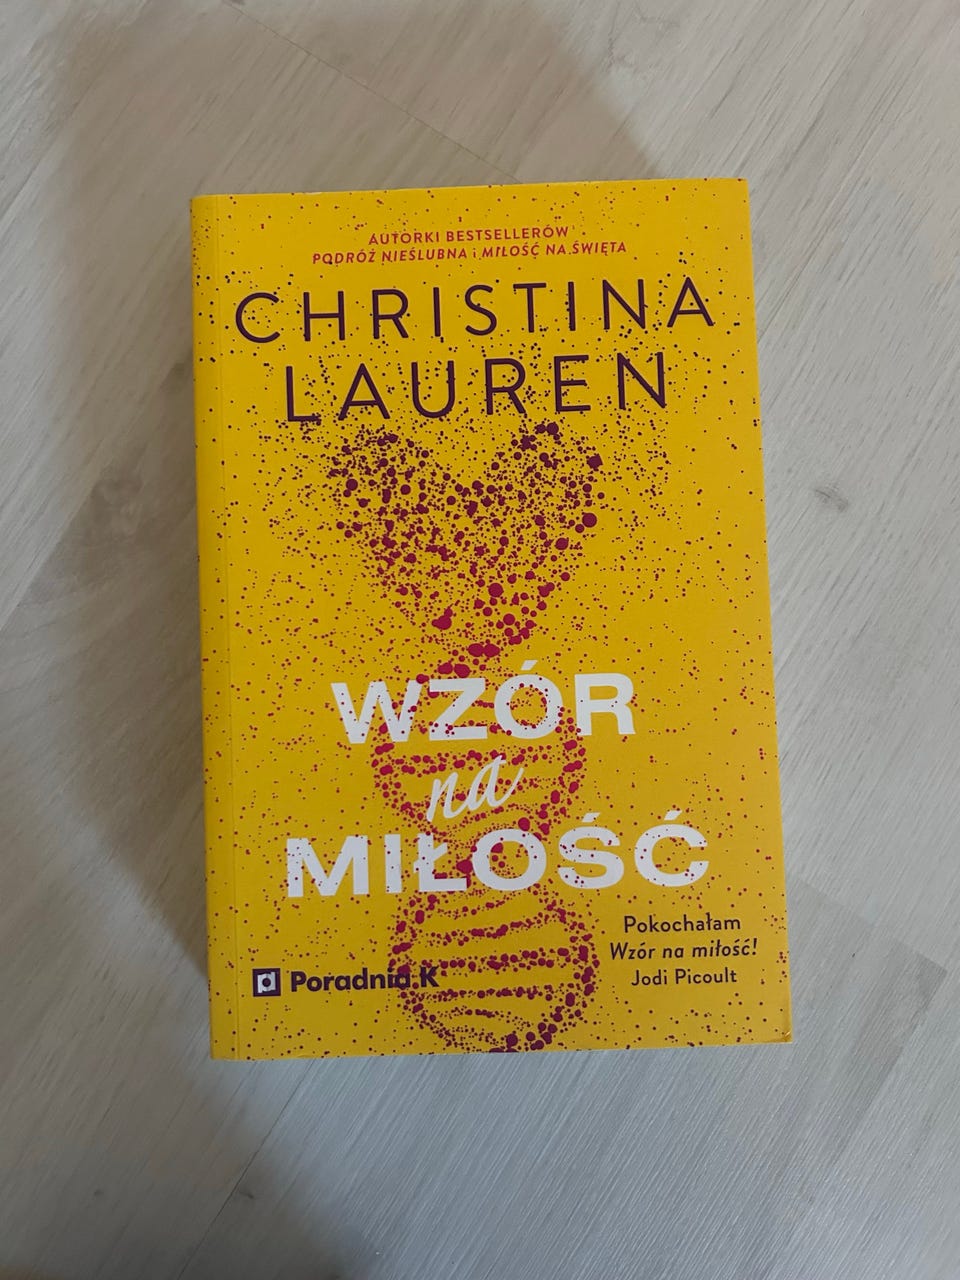 AUTORKI BESTSELLERÓW
PODRÓŻ NIEŚLUBNA i MIŁOŚĆ NA ŚWIĘTA
CHRISTINA
LAUREN
WZÓR
na
MIŁOŚĆ
Pokochałam
Wzór na miłość!
Jodi Picoult
Poradnia K